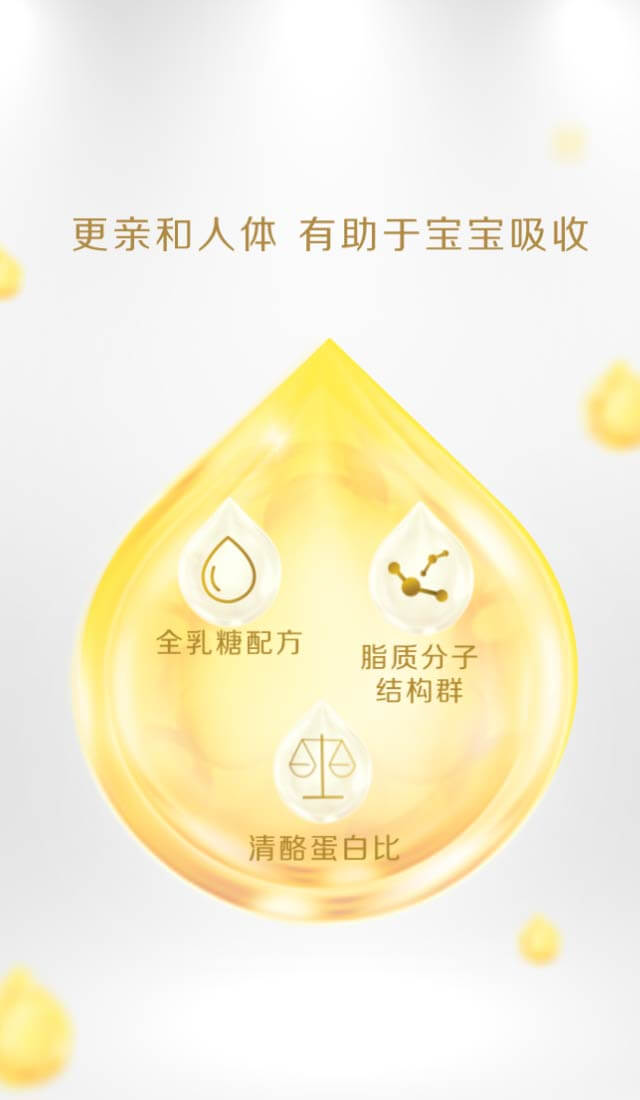 更亲和人体 有助于宝宝吸收
全乳糖配方
脂质分子
结构群
清酪蛋白比